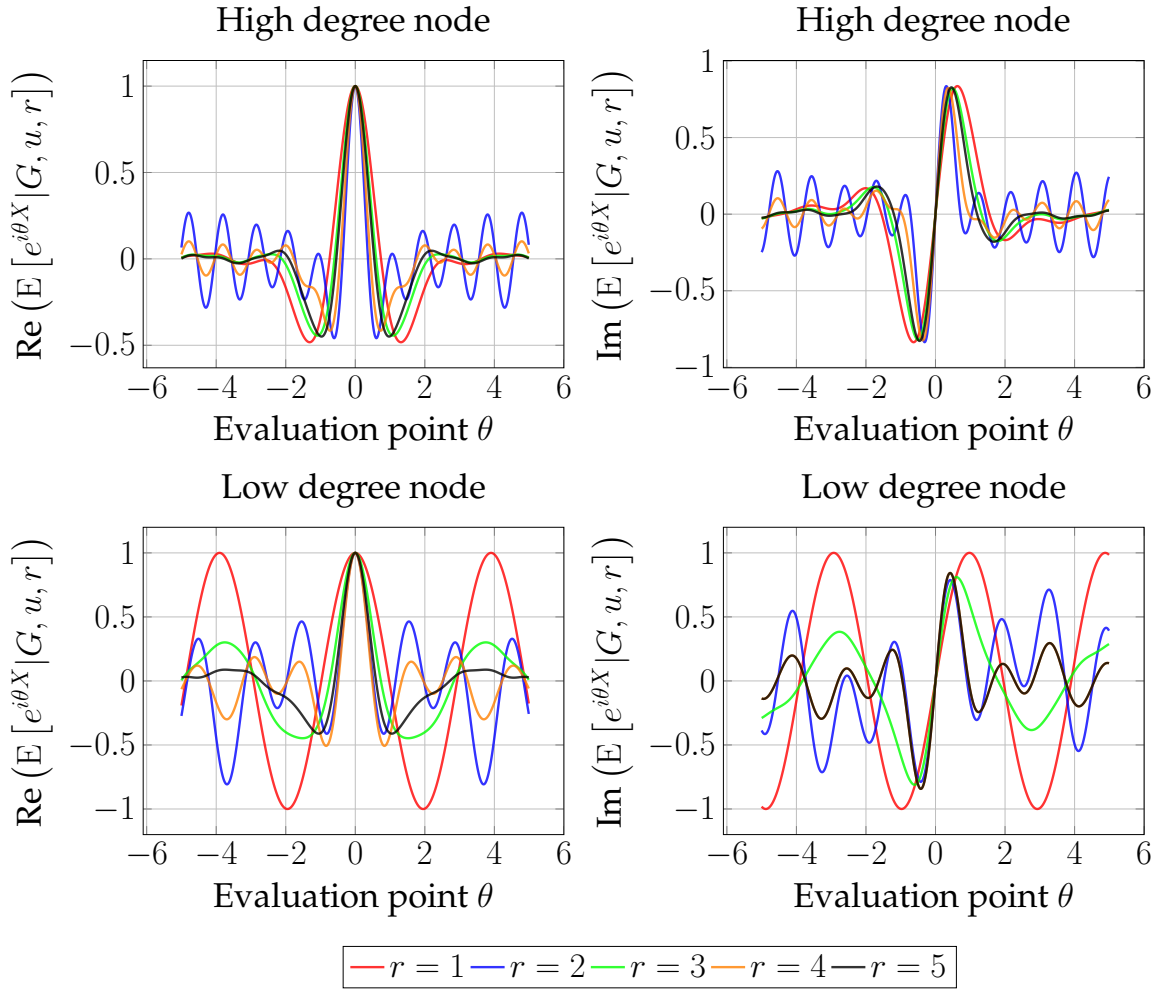 High degree node
Re (E [e^{iθX}|G, u, r])
1
0.5
0
−0.5
−6 −4 −2 0 2 4 6
Evaluation point θ
High degree node
Im (E [e^{iθX}|G, u, r])
1
0.5
0
−0.5
−1
−6 −4 −2 0 2 4 6
Evaluation point θ
Low degree node
Re (E [e^{iθX}|G, u, r])
1
0.5
0
−0.5
−1
−6 −4 −2 0 2 4 6
Evaluation point θ
Low degree node
Im (E [e^{iθX}|G, u, r])
1
0.5
0
−0.5
−1
−6 −4 −2 0 2 4 6
Evaluation point θ
r = 1 r = 2 r = 3 r = 4 r = 5